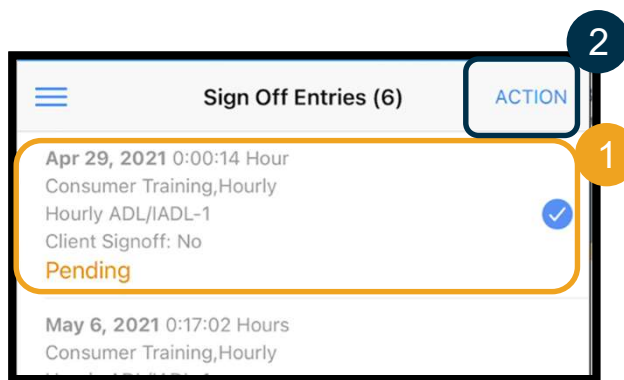 2
Sign Off Entries (6) ACTION
1
Apr 29, 2021 0:00:14 Hour
Consumer Training,Hourly
Hourly ADL/IADL-1
Client Signoff: No
Pending
May 6, 2021 0:17:02 Hours
Consumer Training,Hourly